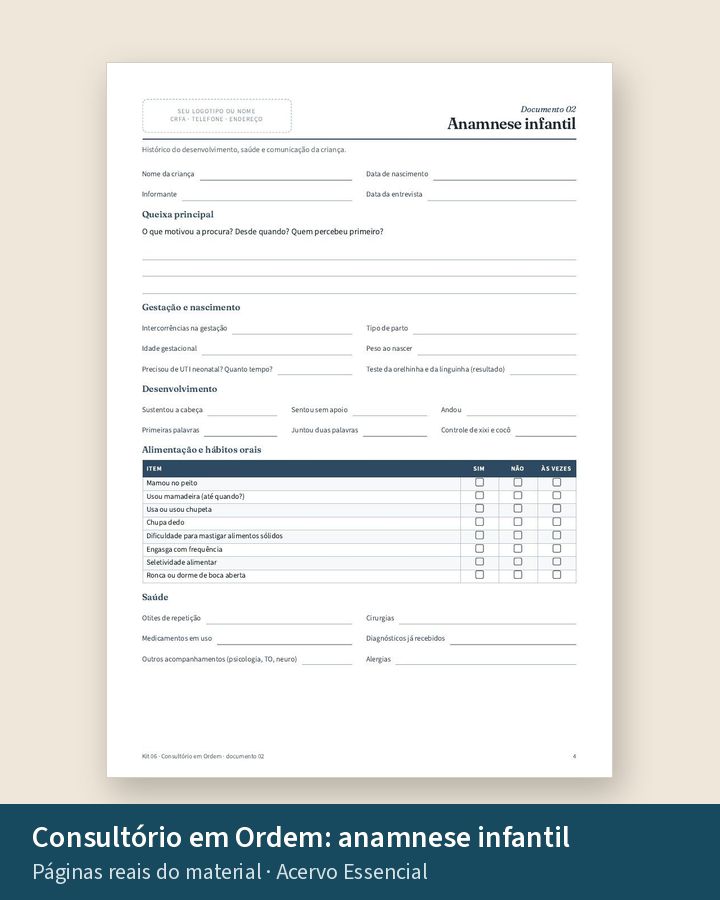 SEU LOGOTIPO OU NOME
CRFA · TELEFONE · ENDEREÇO
Documento 02
Anamnese infantil
Histórico do desenvolvimento, saúde e comunicação da criança.
Nome da criança
Data de nascimento
Informante
Data da entrevista
Queixa principal
O que motivou a procura? Desde quando? Quem percebeu primeiro?
Gestação e nascimento
Intercorrências na gestação
Tipo de parto
Idade gestacional
Peso ao nascer
Precisou de UTI neonatal? Quanto tempo?
Teste da orelhinha e da linguinha (resultado)
Desenvolvimento
Sustentou a cabeça
Sentou sem apoio
Andou
Primeiras palavras
Juntou duas palavras
Controle de xixi e cocô
Alimentação e hábitos orais
ITEM SIM NÃO ÀS VEZES
Mamou no peito
Usou mamadeira (até quando?)
Usa ou usou chupeta
Chupa dedo
Dificuldade para mastigar alimentos sólidos
Engasga com frequência
Seletividade alimentar
Ronca ou dorme de boca aberta
Saúde
Otites de repetição
Cirurgias
Medicamentos em uso
Diagnósticos já recebidos
Outros acompanhamentos (psicologia, TO, neuro)
Alergias
Kit 06 · Consultório em Ordem · documento 02
4
Consultório em Ordem: anamnese infantil
Páginas reais do material · Acervo Essencial